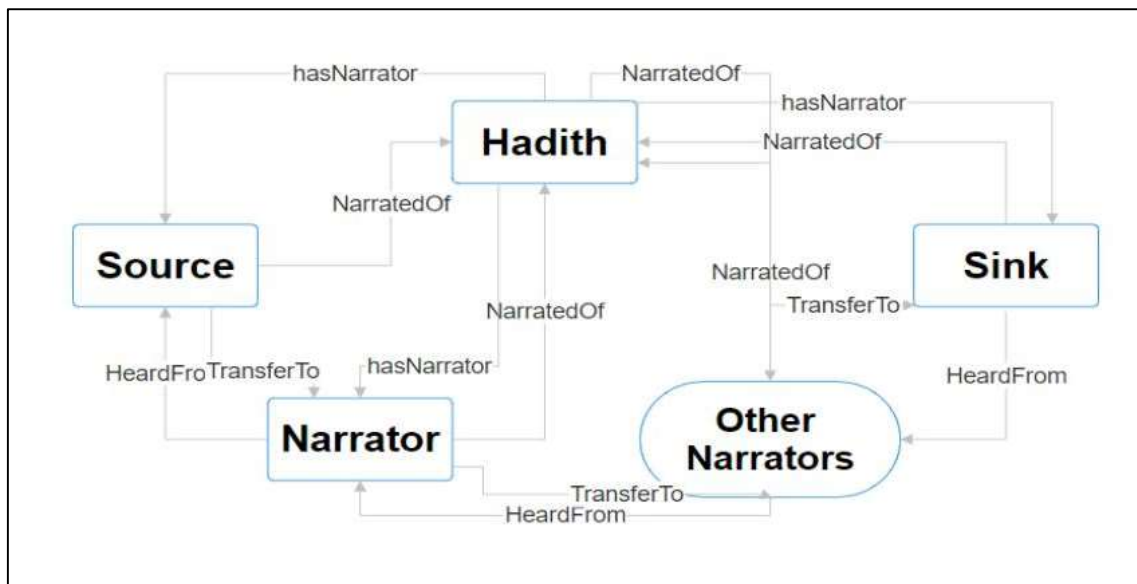 hasNarrator
NarratedOf
hasNarrator
Hadith
NarratedOf
NarratedOf
Source
Sink
NarratedOf
TransferTo
NarratedOf
HeardFro
TransferTo
hasNarrator
HeardFrom
Narrator
Other
Narrators
TransferTo
HeardFrom